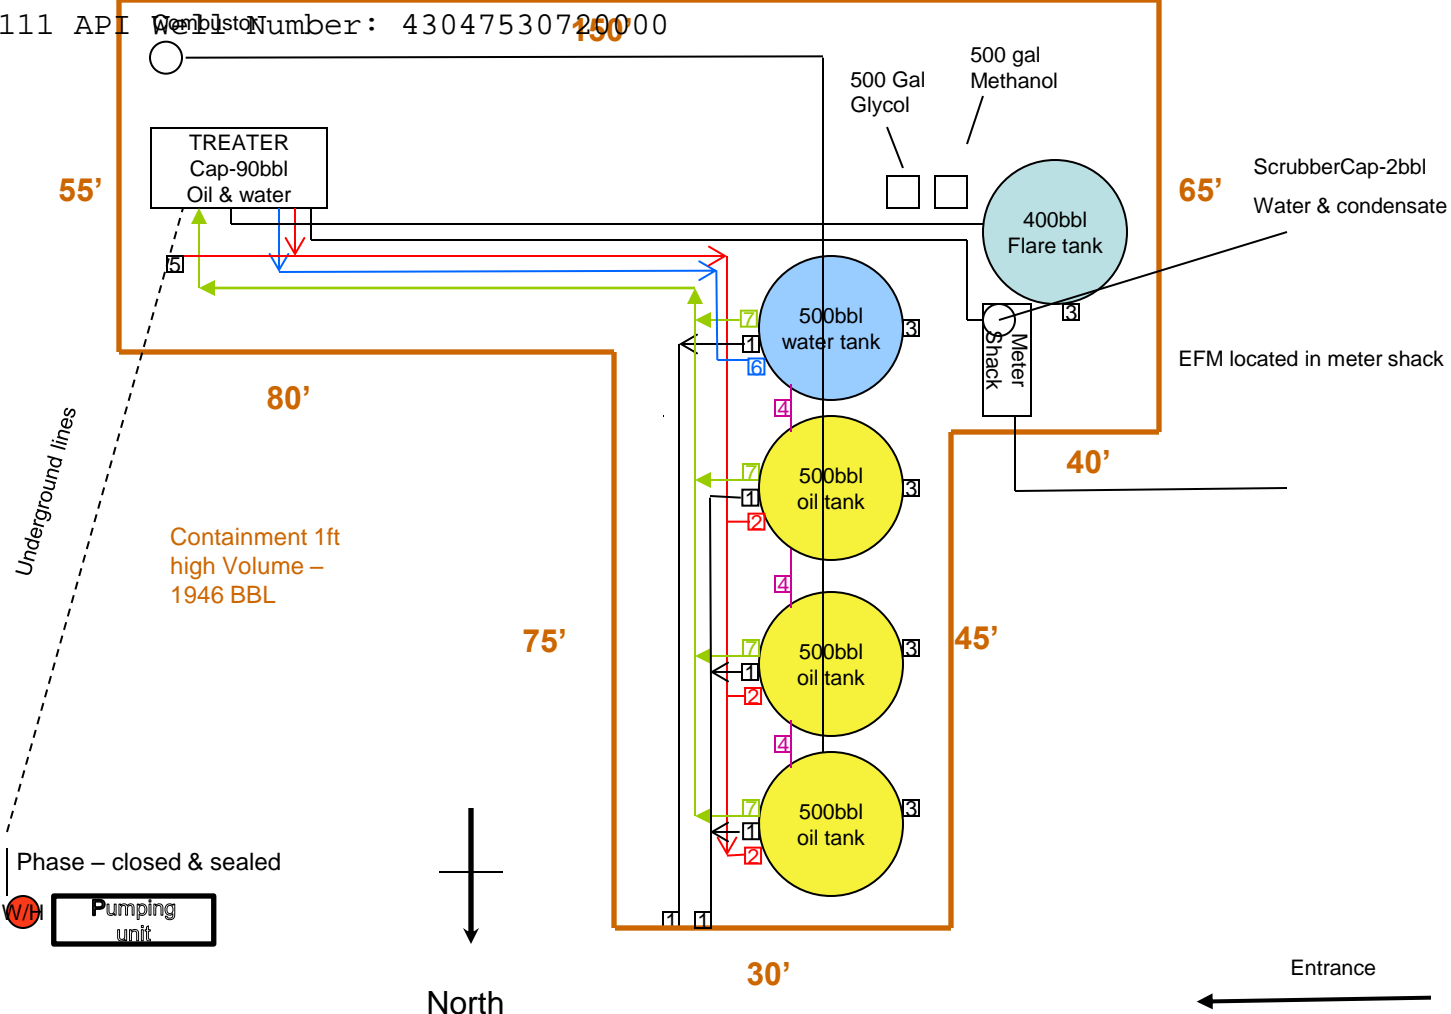 111 API Well Number: 43047530720000
Combustor
150’
500 Gal
Glycol
500 gal
Methanol
TREATER
Cap-90bbl
Oil & water
55’
65’
ScrubberCap-2bbl
Water & condensate
400bbl
Flare tank
5
7
1
6
500bbl
water tank
3
3
Meter
Shack
EFM located in meter shack
80’
4
40’
Underground lines
7
1
2
500bbl
oil tank
3
Containment 1ft
high Volume –
1946 BBL
4
75’
45’
7
1
2
500bbl
oil tank
3
4
7
1
2
500bbl
oil tank
3
Phase – closed & sealed
W/H
Pumping
unit
1
1
30’
North
Entrance